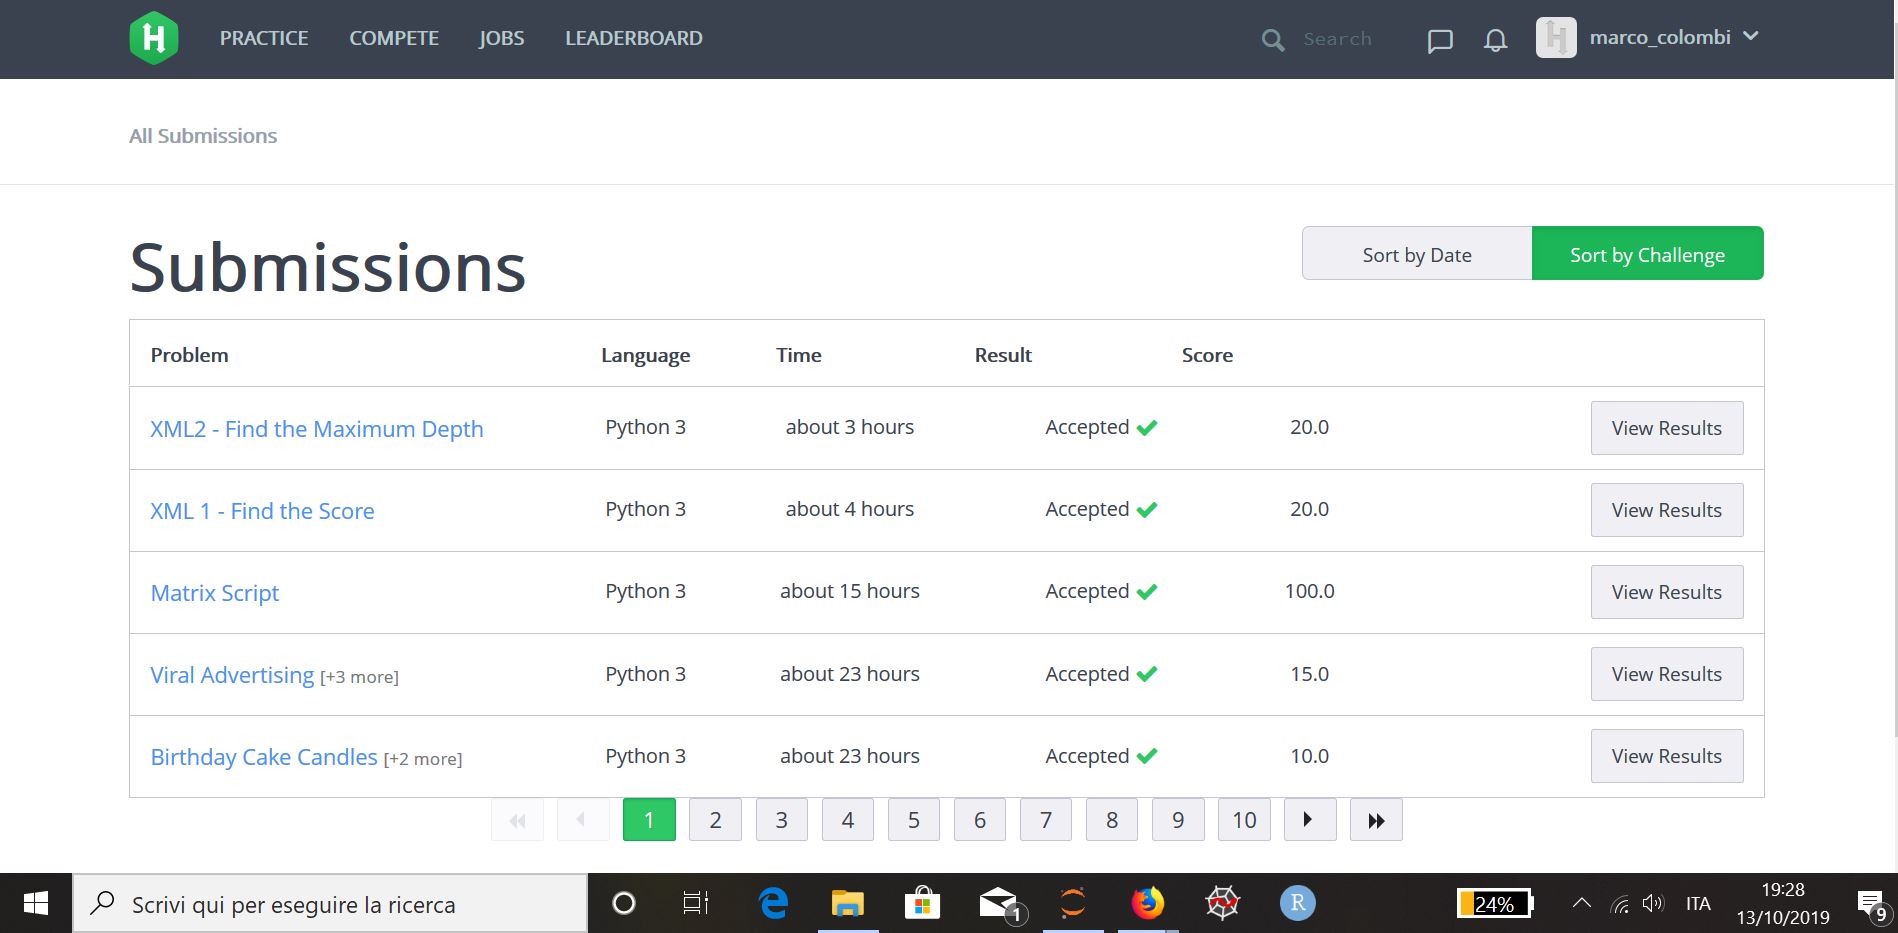 H PRACTICE COMPETE JOBS LEADERBOARD Search H marco_colombi
All Submissions
Submissions
Sort by Date Sort by Challenge
Problem Language Time Result Score
XML2 - Find the Maximum Depth Python 3 about 3 hours Accepted 20.0 View Results
XML 1 - Find the Score Python 3 about 4 hours Accepted 20.0 View Results
Matrix Script Python 3 about 15 hours Accepted 100.0 View Results
Viral Advertising [+3 more] Python 3 about 23 hours Accepted 15.0 View Results
Birthday Cake Candles [+2 more] Python 3 about 23 hours Accepted 10.0 View Results
1 2 3 4 5 6 7 8 9 10
Scrivi qui per eseguire la ricerca 1 R 24% ITA 19:28
13/10/2019 9